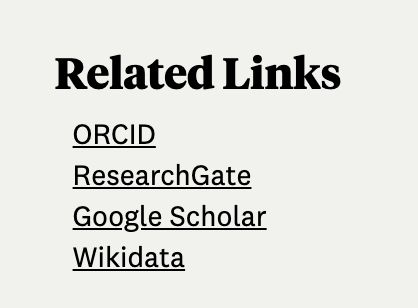 Related Links
ORCID
ResearchGate
Google Scholar
Wikidata